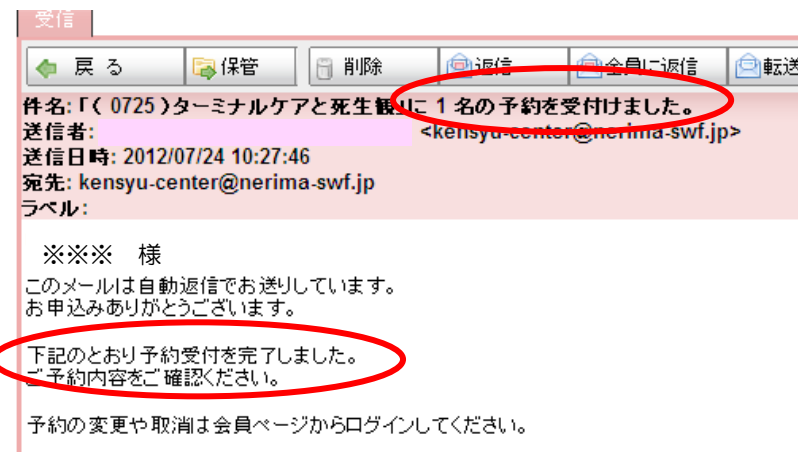 受信
戻る 保管 削除 返信 全員に返信 転送
件名:「( 0725 )ターミナルケアと死生観」に 1 名の予約を受付けました。
送信者: <kensyu-center@nerima-swf.jp>
送信日時: 2012/07/24 10:27:46
宛先: kensyu-center@nerima-swf.jp
ラベル:
※※※ 様
このメールは自動返信でお送りしています。
お申込みありがとうございます。
下記のとおり予約受付を完了しました。
ご予約内容をご確認ください。
予約の変更や取消は会員ページからログインしてください。